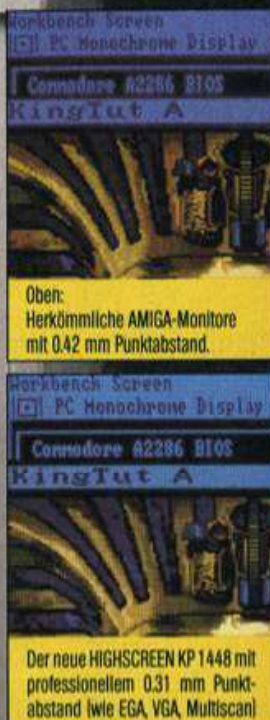 Workbench Screen
PC Monochrome Display
Commodore A2286 BIOS
KingTut A
Oben:
Herkömmliche AMIGA-Monitore
mit 0.42 mm Punktabstand.
Workbench Screen
PC Monochrome Display
Commodore A2286 BIOS
KingTut A
Der neue HIGHSCREEN KP 1448 mit
professionellem 0.31 mm Punkt-
abstand (wie EGA, VGA, Multiscan)